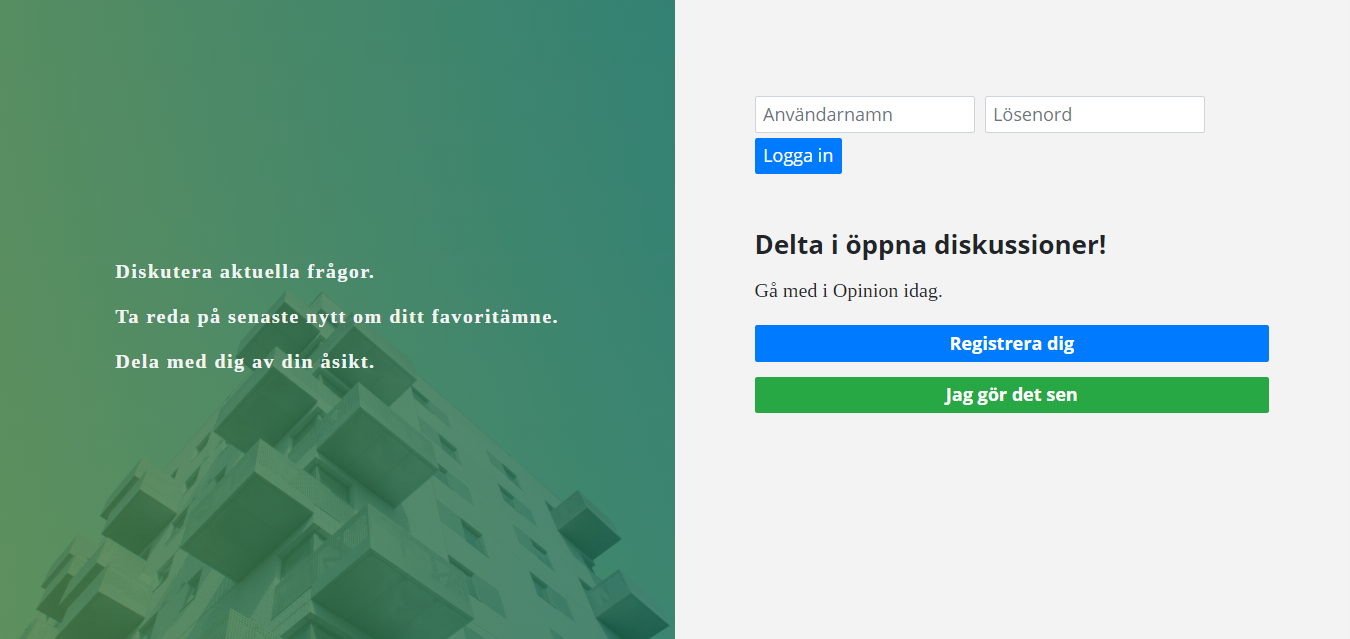 Diskutera aktuella frågor.
Ta reda på senaste nytt om ditt favoritämne.
Dela med dig av din åsikt.
Användarnamn
Lösenord
Logga in
Delta i öppna diskussioner!
Gå med i Opinion idag.
Registrera dig
Jag gör det sen